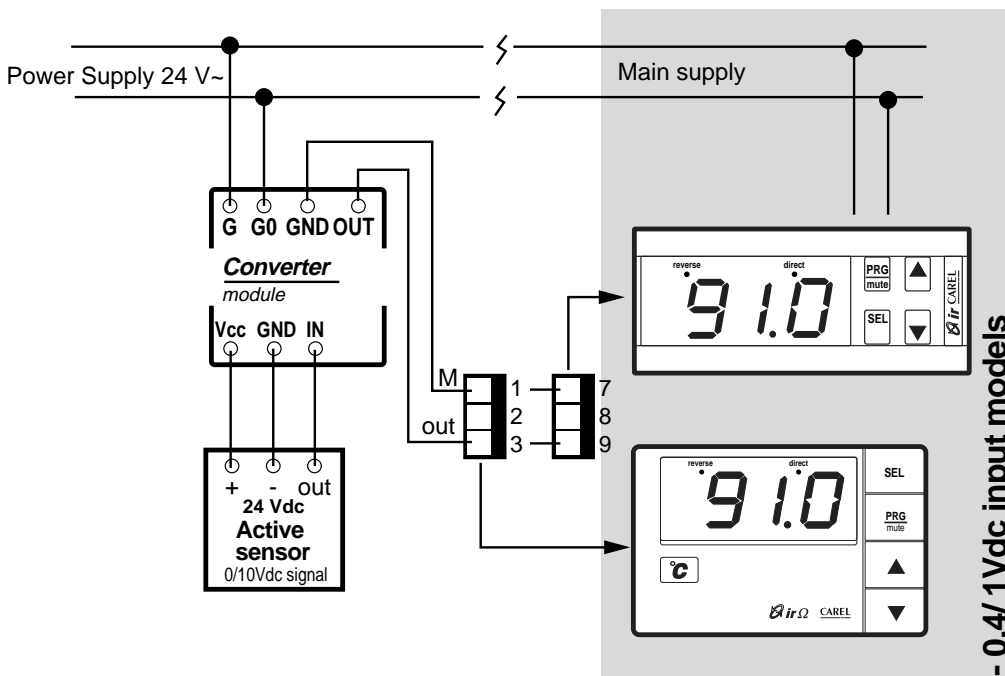 Power Supply 24 V~
Main supply
G G0 GND OUT
Converter
module
Vcc GND IN
+ - out
24 Vdc
Active
sensor
0/10Vdc signal
M
out
1
2
3
7
8
9
reverse direct
91.0
PRG
mute
SEL
ir CAREL
reverse direct
91.0
°C
irΩ CAREL
SEL
PRG
mute
- 0.4/ 1Vdc input models